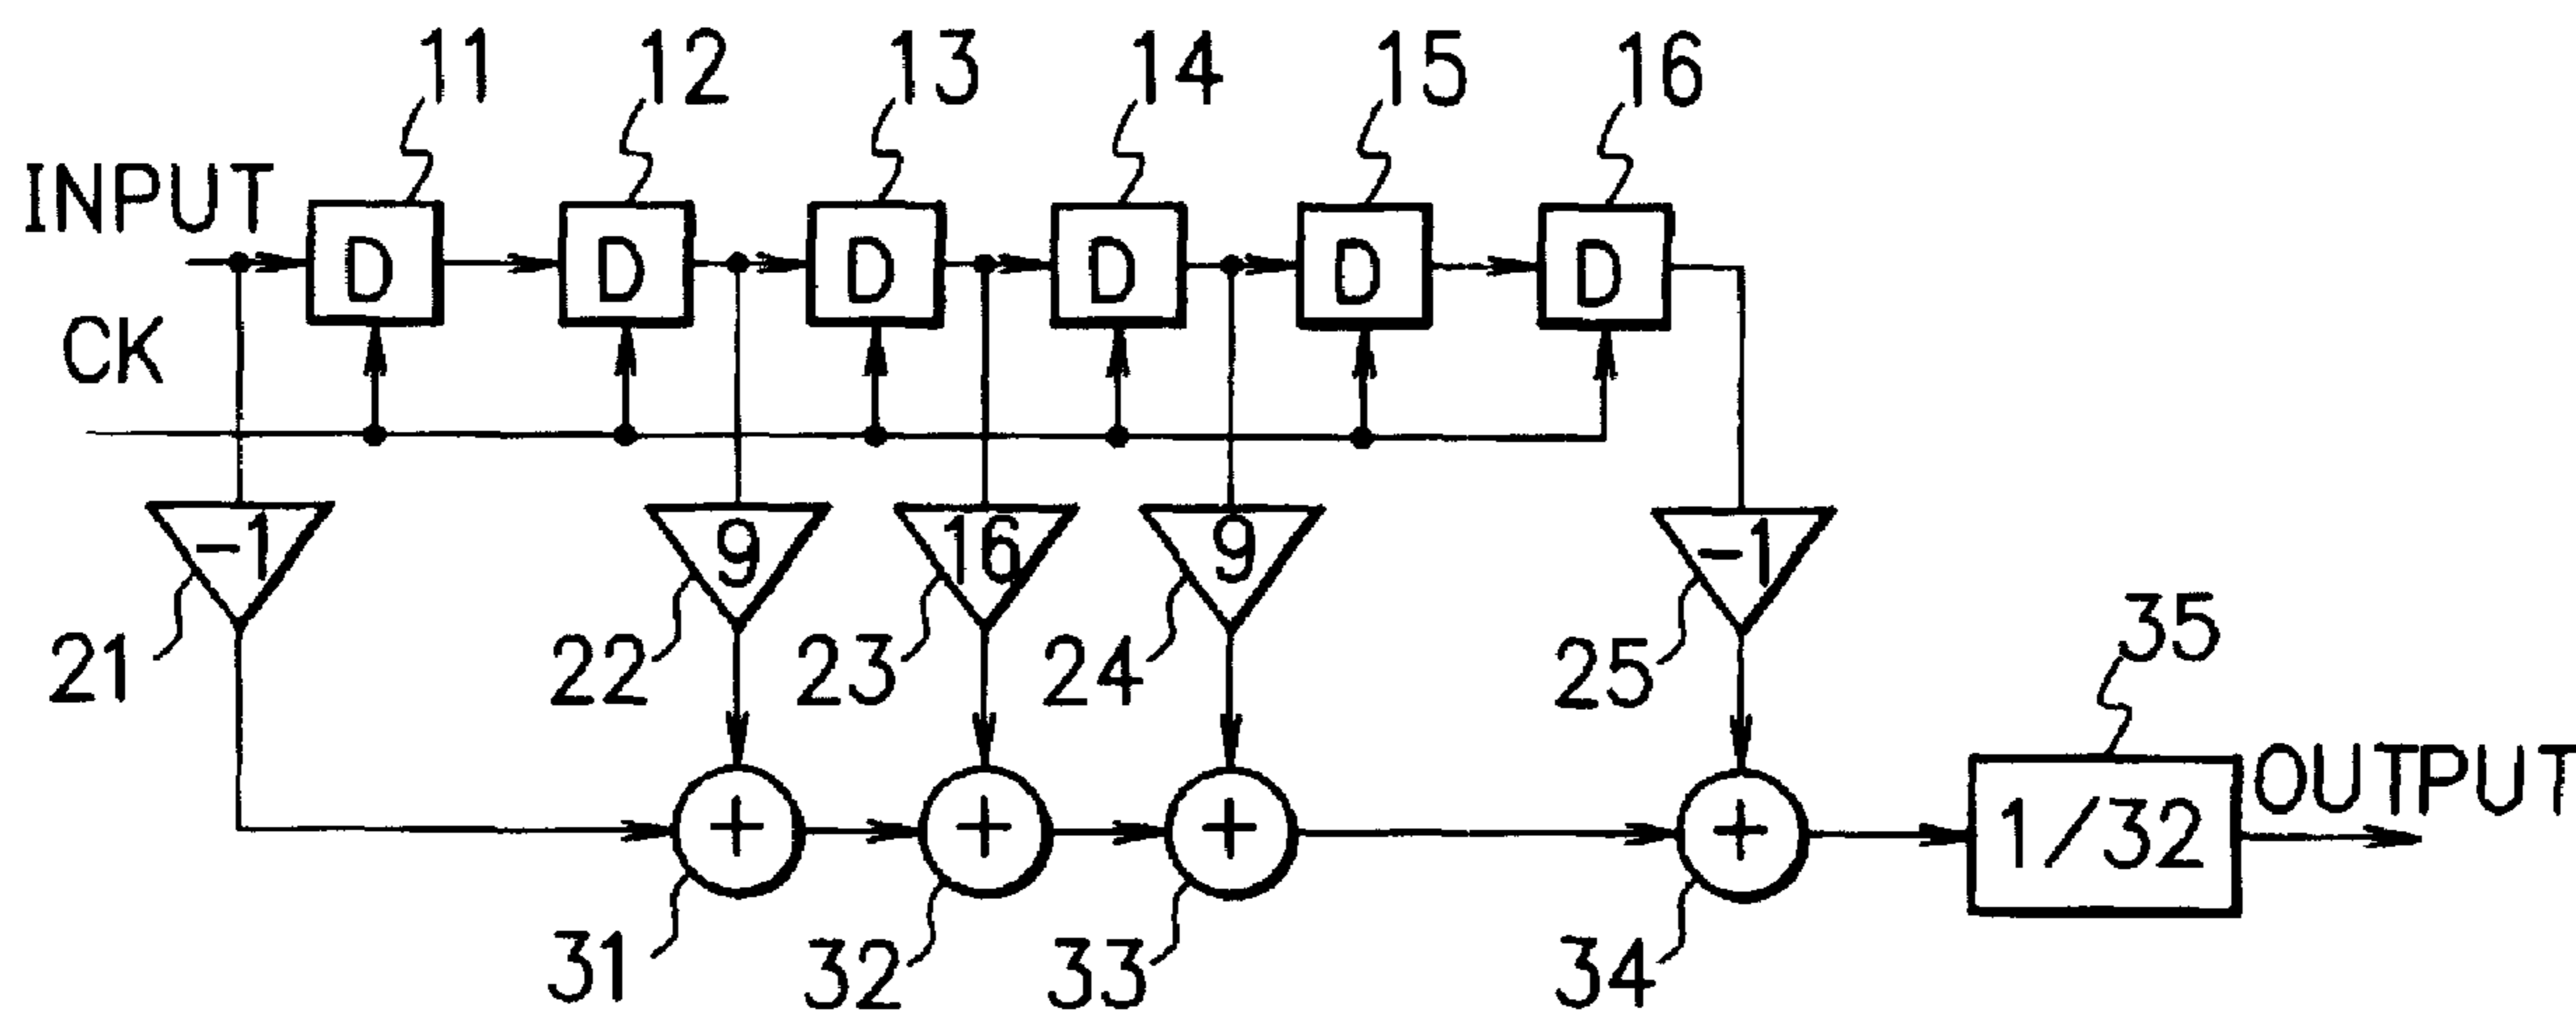 11 12 13 14 15 16
INPUT
D D D D D D
CK
-1 9 16 9 -1
21 22 23 24 25 35
+ + + + 1/32 OUTPUT
31 32 33 34